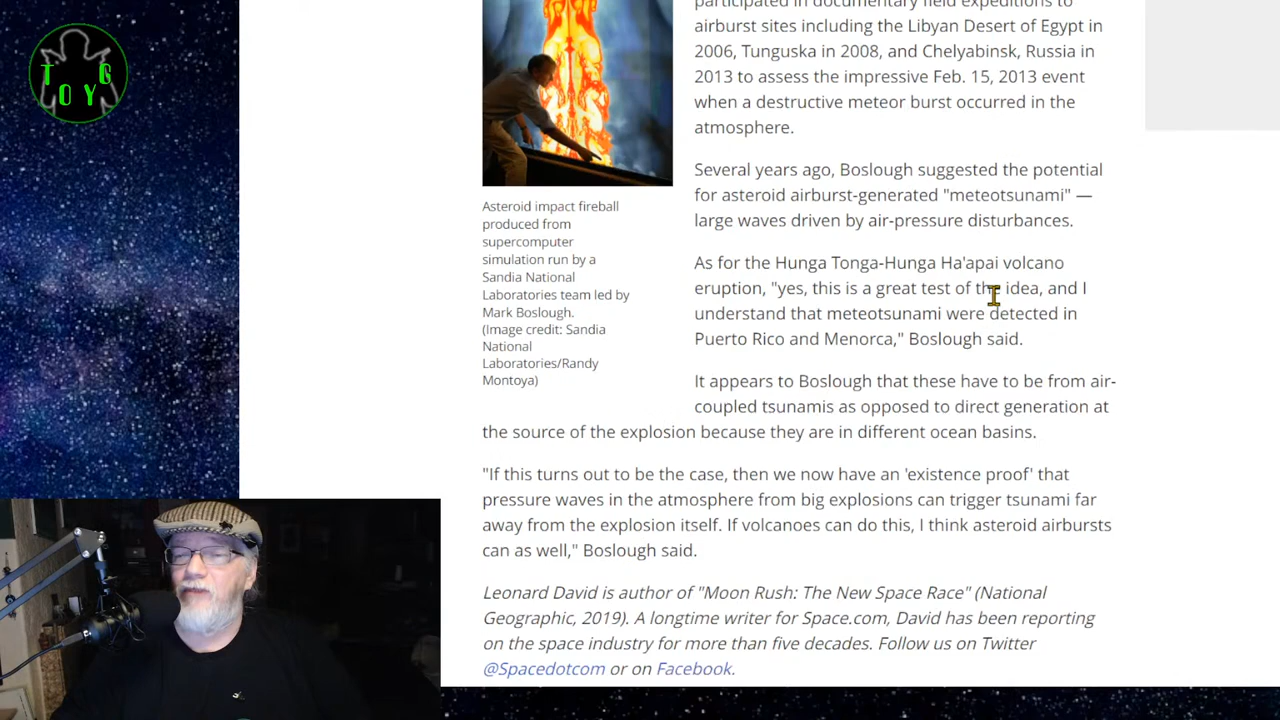 T G
O Y
participated in documentary field expeditions to
airburst sites including the Libyan Desert of Egypt in
2006, Tunguska in 2008, and Chelyabinsk, Russia in
2013 to assess the impressive Feb. 15, 2013 event
when a destructive meteor burst occurred in the
atmosphere.
Asteroid impact fireball
produced from
supercomputer
simulation run by a
Sandia National
Laboratories team led by
Mark Boslough.
(Image credit: Sandia
National
Laboratories/Randy
Montoya)
Several years ago, Boslough suggested the potential
for asteroid airburst-generated "meteotsunami" —
large waves driven by air-pressure disturbances.
As for the Hunga Tonga-Hunga Ha'apai volcano
eruption, "yes, this is a great test of the idea, and I
understand that meteotsunami were detected in
Puerto Rico and Menorca," Boslough said.
It appears to Boslough that these have to be from air-
coupled tsunamis as opposed to direct generation at
the source of the explosion because they are in different ocean basins.
"If this turns out to be the case, then we now have an 'existence proof' that
pressure waves in the atmosphere from big explosions can trigger tsunami far
away from the explosion itself. If volcanoes can do this, I think asteroid airbursts
can as well," Boslough said.
Leonard David is author of "Moon Rush: The New Space Race" (National
Geographic, 2019). A longtime writer for Space.com, David has been reporting
on the space industry for more than five decades. Follow us on Twitter
@Spacedotcom or on Facebook.